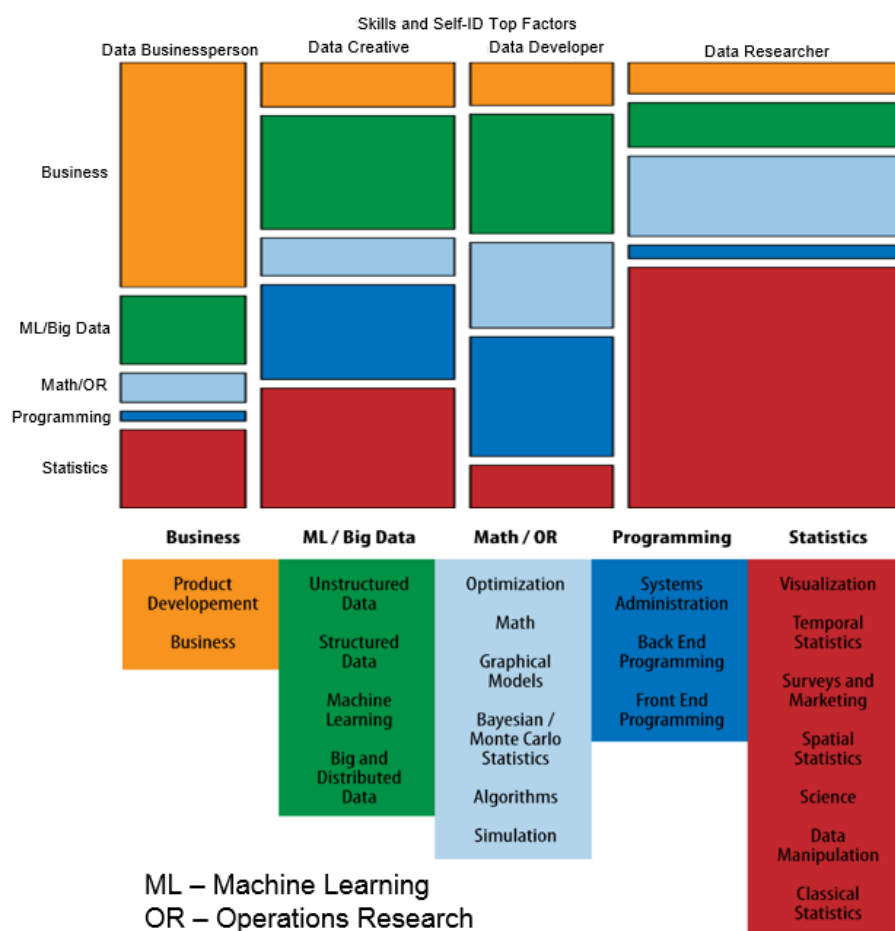 Skills and Self-ID Top Factors
Data Businessperson
Data Creative
Data Developer
Data Researcher
Business
ML/Big Data
Math/OR
Programming
Statistics
Business
Product
Developement
Business
ML / Big Data
Unstructured
Data
Structured
Data
Machine
Learning
Big and
Distributed
Data
Math / OR
Optimization
Math
Graphical
Models
Bayesian /
Monte Carlo
Statistics
Algorithms
Simulation
Programming
Systems
Administration
Back End
Programming
Front End
Programming
Statistics
Visualization
Temporal
Statistics
Surveys and
Marketing
Spatial
Statistics
Science
Data
Manipulation
Classical
Statistics
ML – Machine Learning
OR – Operations Research